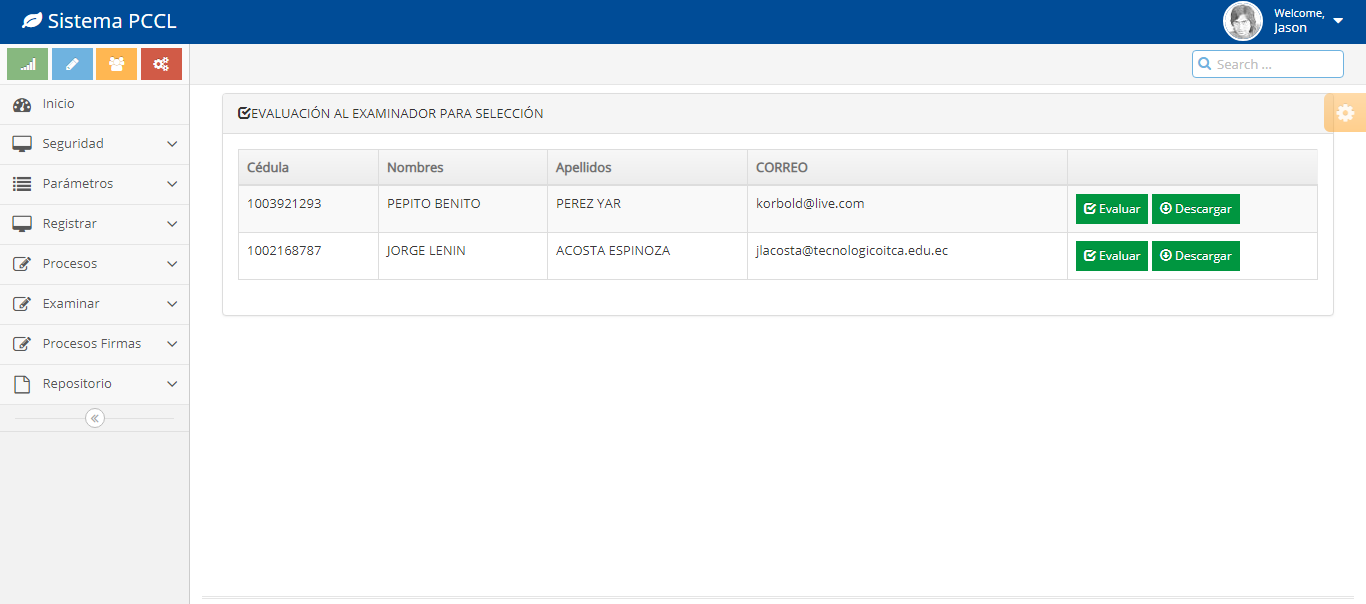 Sistema PCCL
Welcome,
Jason
Search ...
Inicio
Seguridad
Parámetros
Registrar
Procesos
Examinar
Procesos Firmas
Repositorio
EVALUACIÓN AL EXAMINADOR PARA SELECCIÓN
Cédula Nombres Apellidos CORREO
1003921293 PEPITO BENITO PEREZ YAR korbold@live.com Evaluar Descargar
1002168787 JORGE LENIN ACOSTA ESPINOZA jlacosta@tecnologicoitca.edu.ec Evaluar Descargar